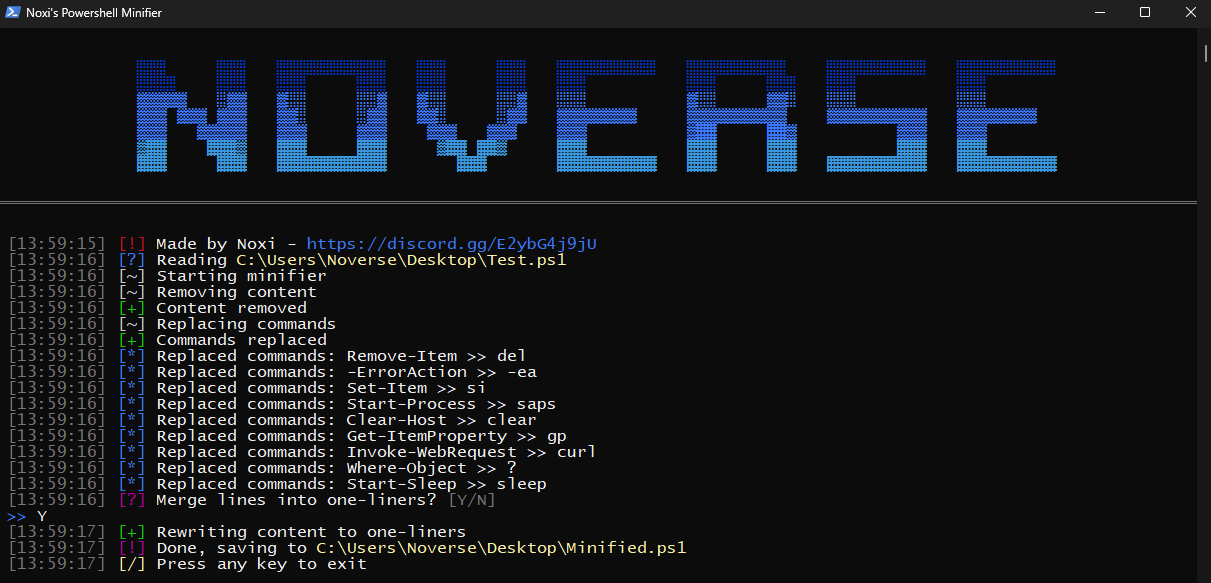 Noxi's Powershell Minifier
NOVERSE
[13:59:15] [!] Made by Noxi - https://discord.gg/E2ybG4j9jU
[13:59:16] [?] Reading C:\Users\Noverse\Desktop\Test.ps1
[13:59:16] [~] Starting minifier
[13:59:16] [~] Removing content
[13:59:16] [+] Content removed
[13:59:16] [~] Replacing commands
[13:59:16] [+] Commands replaced
[13:59:16] [*] Replaced commands: Remove-Item >> del
[13:59:16] [*] Replaced commands: -ErrorAction >> -ea
[13:59:16] [*] Replaced commands: Set-Item >> si
[13:59:16] [*] Replaced commands: Start-Process >> saps
[13:59:16] [*] Replaced commands: Clear-Host >> clear
[13:59:16] [*] Replaced commands: Get-ItemProperty >> gp
[13:59:16] [*] Replaced commands: Invoke-WebRequest >> curl
[13:59:16] [*] Replaced commands: Where-Object >> ?
[13:59:16] [*] Replaced commands: Start-Sleep >> sleep
[13:59:16] [?] Merge lines into one-liners? [Y/N]
>> Y
[13:59:17] [+] Rewriting content to one-liners
[13:59:17] [!] Done, saving to C:\Users\Noverse\Desktop\Minified.ps1
[13:59:17] [/] Press any key to exit